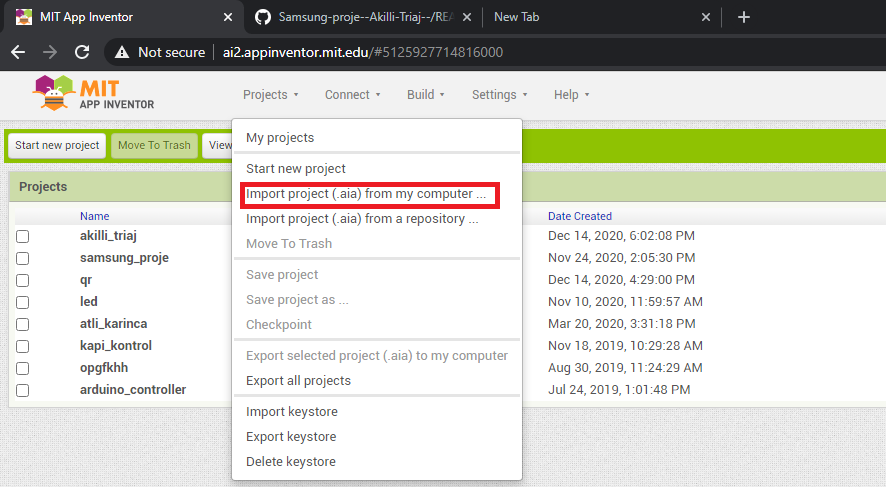 MIT App Inventor
Samsung-proje--Akilli-Triaj--/REA
New Tab
Not secure
ai2.appinventor.mit.edu/#5125927714816000
MIT
APP INVENTOR
Projects
Connect
Build
Settings
Help
Start new project
Move To Trash
View
My projects
Start new project
Import project (.aia) from my computer ...
Import project (.aia) from a repository ...
Move To Trash
Save project
Save project as ...
Checkpoint
Export selected project (.aia) to my computer
Export all projects
Import keystore
Export keystore
Delete keystore
Projects
Name
Date Created
akilli_triaj
Dec 14, 2020, 6:02:08 PM
samsung_proje
Nov 24, 2020, 2:05:30 PM
qr
Dec 14, 2020, 4:29:00 PM
led
Nov 10, 2020, 11:59:57 AM
atli_karinca
Mar 20, 2020, 3:31:18 PM
kapi_kontrol
Nov 18, 2019, 10:29:28 AM
opgfkhh
Aug 30, 2019, 11:24:29 AM
arduino_controller
Jul 24, 2019, 1:01:48 PM